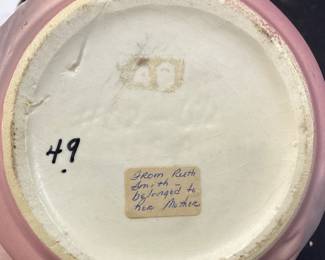 49
From Ruth
Smith -
belonged to
her Mother